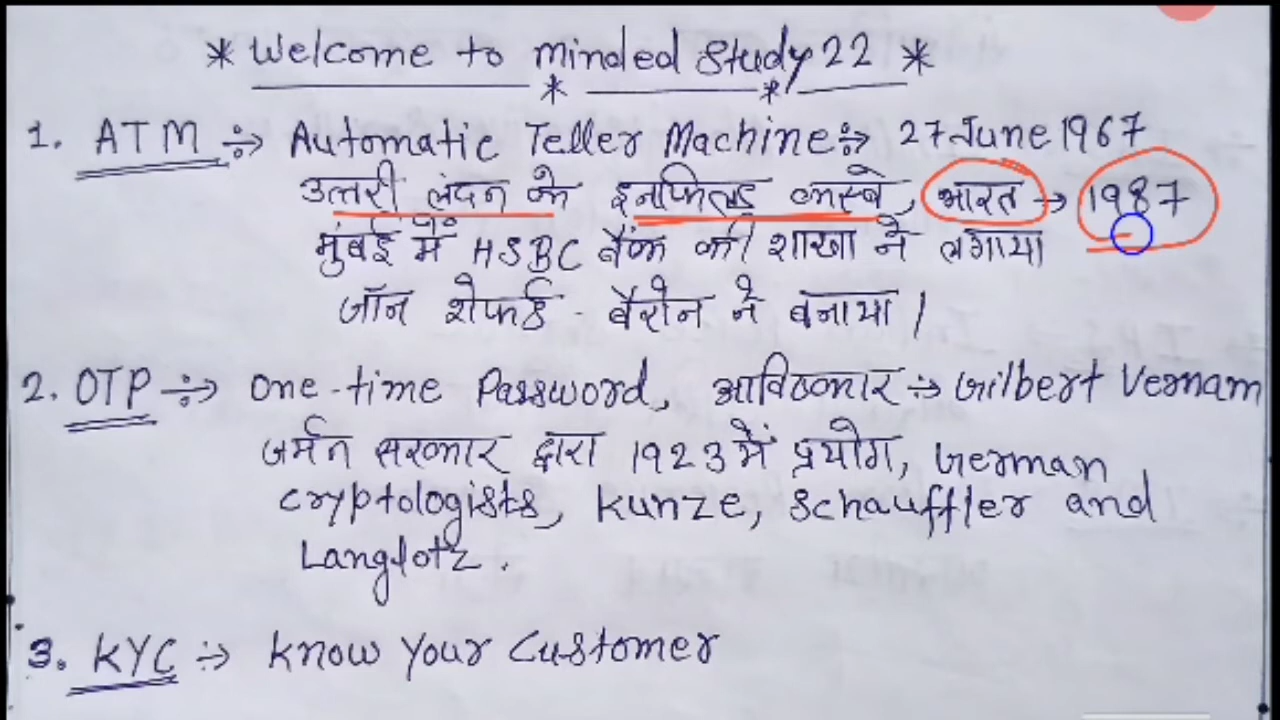 * Welcome to Minded Study 22 *
1. ATM ÷> Automatic Teller Machine ÷> 27 June 1967
उत्तरी लंदन के इनफिल्ड कस्बे, भारत → 1987
मुंबई में HSBC बैंक की शाखा ने लगाया
जॉन शेफर्ड - बैरोन ने बनाया।
2. OTP ÷> One-time Password, आविष्कार ÷> Gilbert Vernam
जर्मन सरकार द्वारा 1923 में प्रयोग, German
Cryptologists, Kunze, Schauffler and
Langlotz.
3. KYC ÷> Know Your Customer